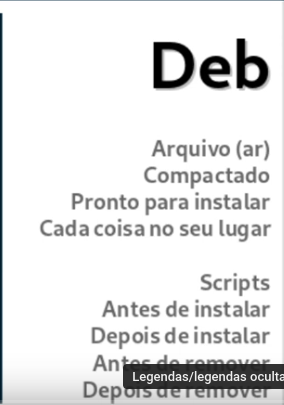 Deb
Arquivo (ar)
Compactado
Pronto para instalar
Cada coisa no seu lugar
Scripts
Antes de instalar
Depois de instalar
Antes de remover
Legendas/legendas oculta
Depois de remover